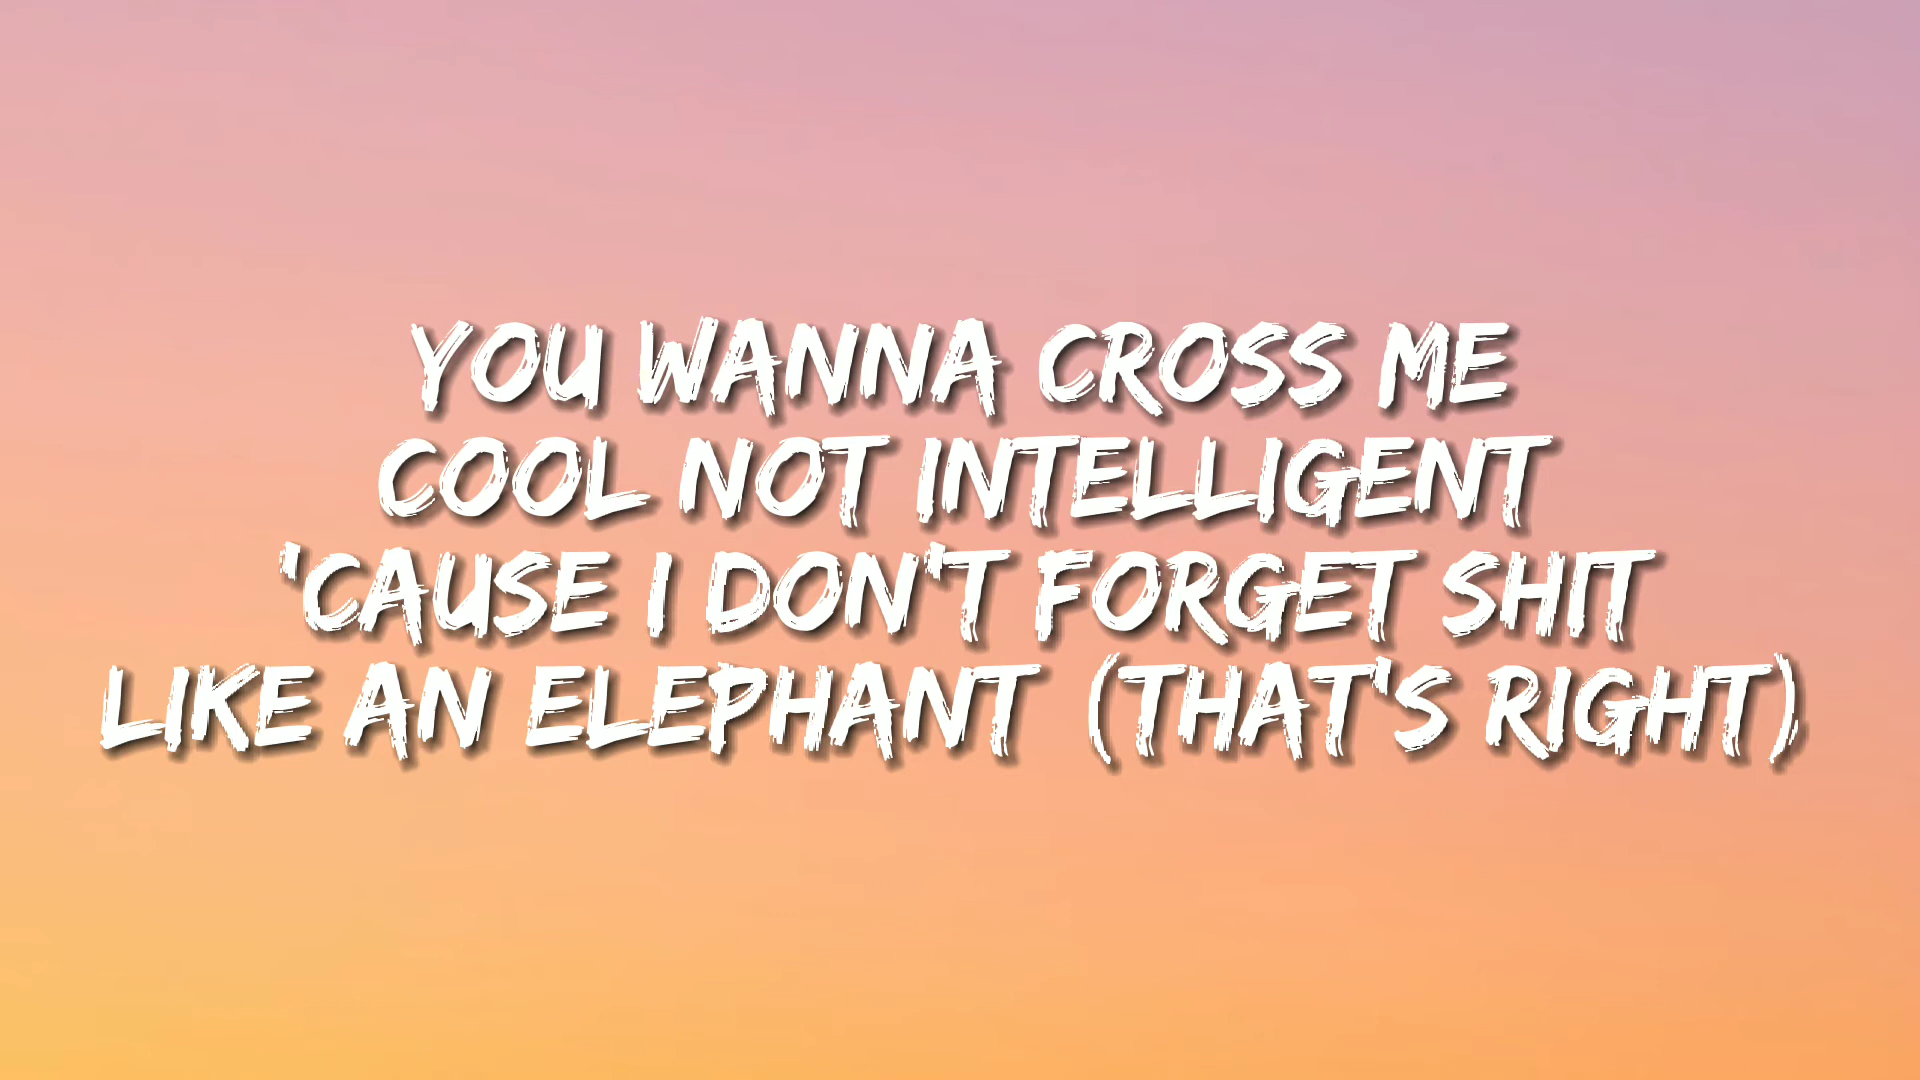 YOU WANNA CROSS ME
COOL NOT INTELLIGENT
'CAUSE I DON'T FORGET SHIT
LIKE AN ELEPHANT (THAT'S RIGHT)